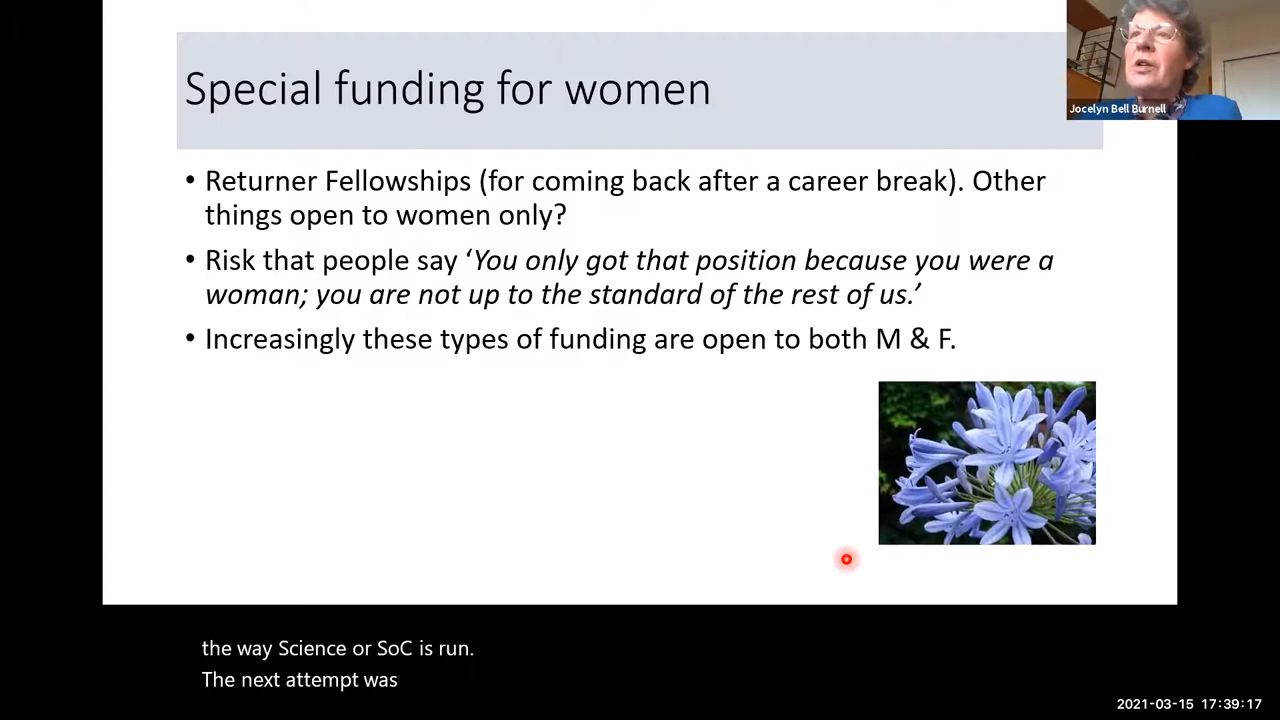 Special funding for women
Jocelyn Bell Burnell
• Returner Fellowships (for coming back after a career break). Other
things open to women only?
• Risk that people say ‘You only got that position because you were a
woman; you are not up to the standard of the rest of us.’
• Increasingly these types of funding are open to both M & F.
the way Science or SoC is run.
The next attempt was
2021-03-15 17:39:17